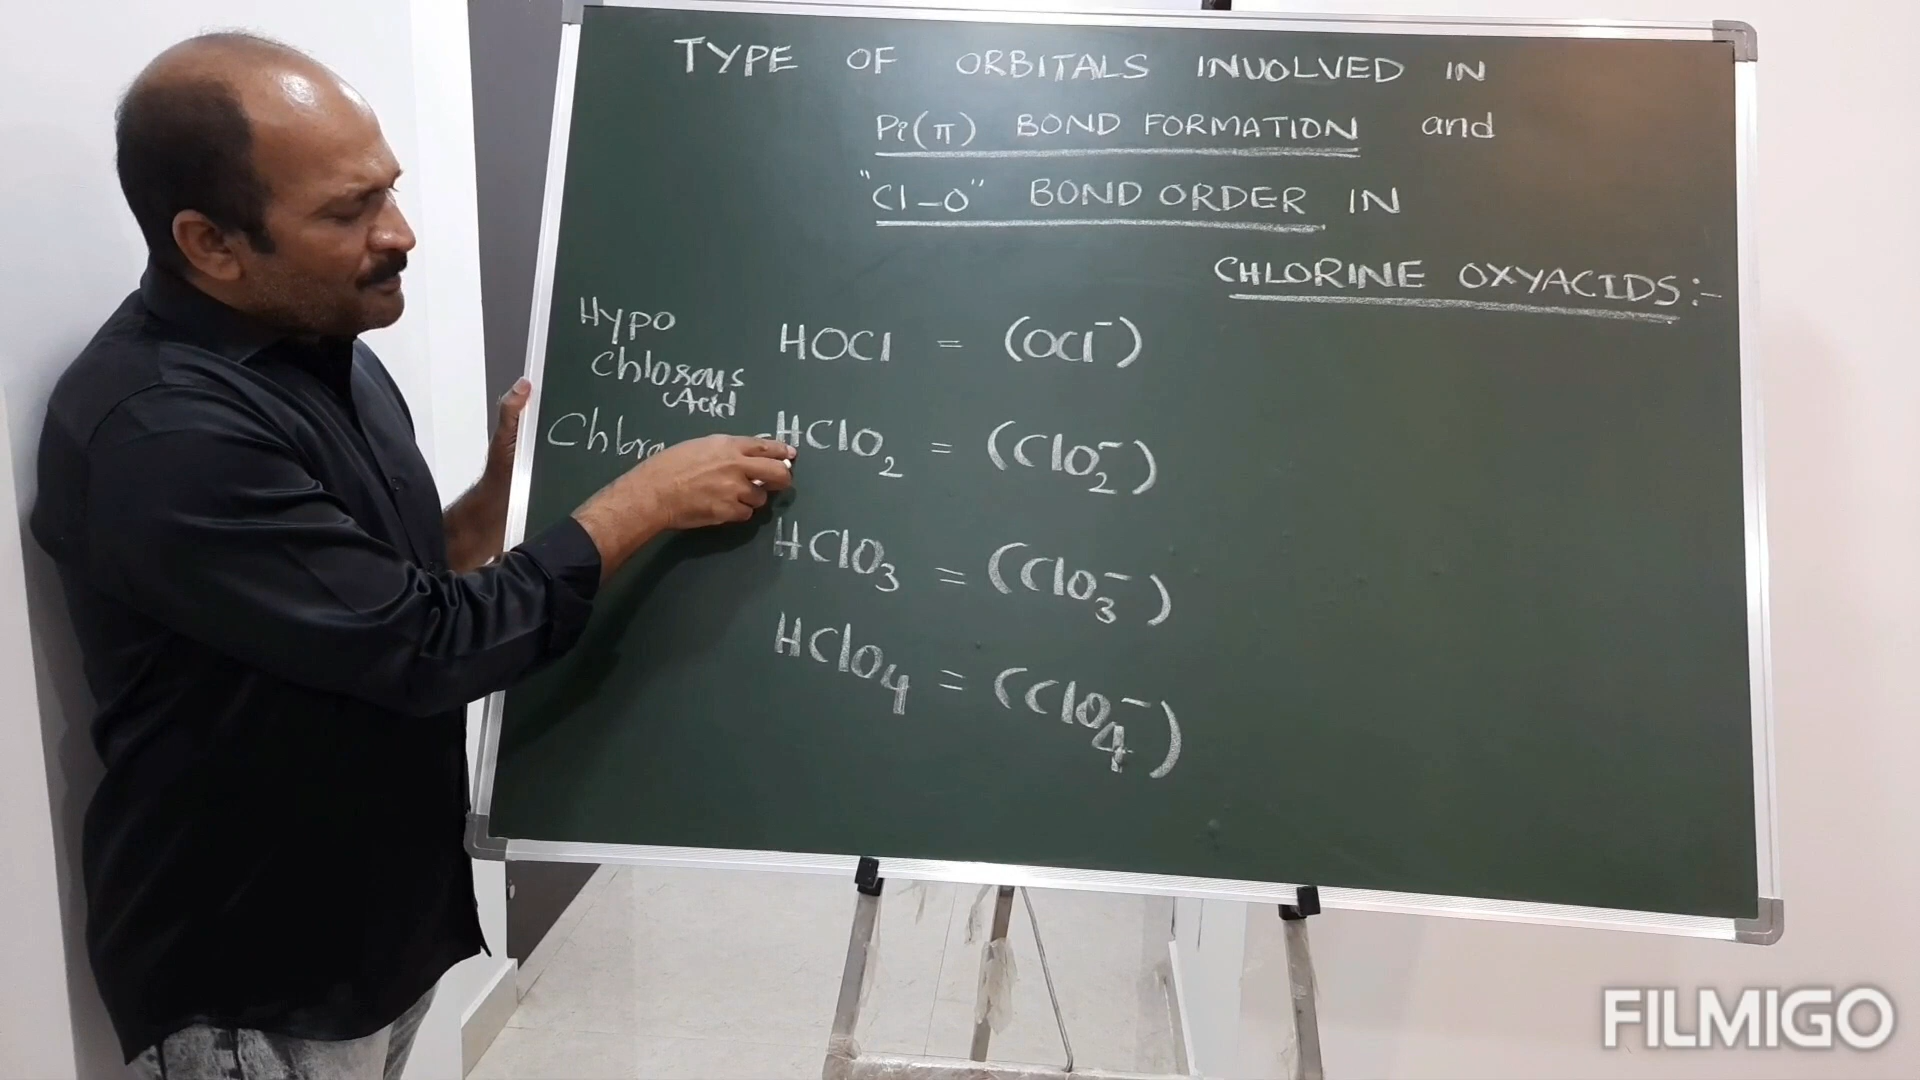 TYPE OF ORBITALS INVOLVED IN
Pi(π) BOND FORMATION and
"Cl-O" BOND ORDER IN
CHLORINE OXYACIDS:-
Hypo
Chlorous
Acid
HOCl = (OCl⁻)
HClO₂ = (ClO₂⁻)
HClO₃ = (ClO₃⁻)
HClO₄ = (ClO₄⁻)
FILMIGO